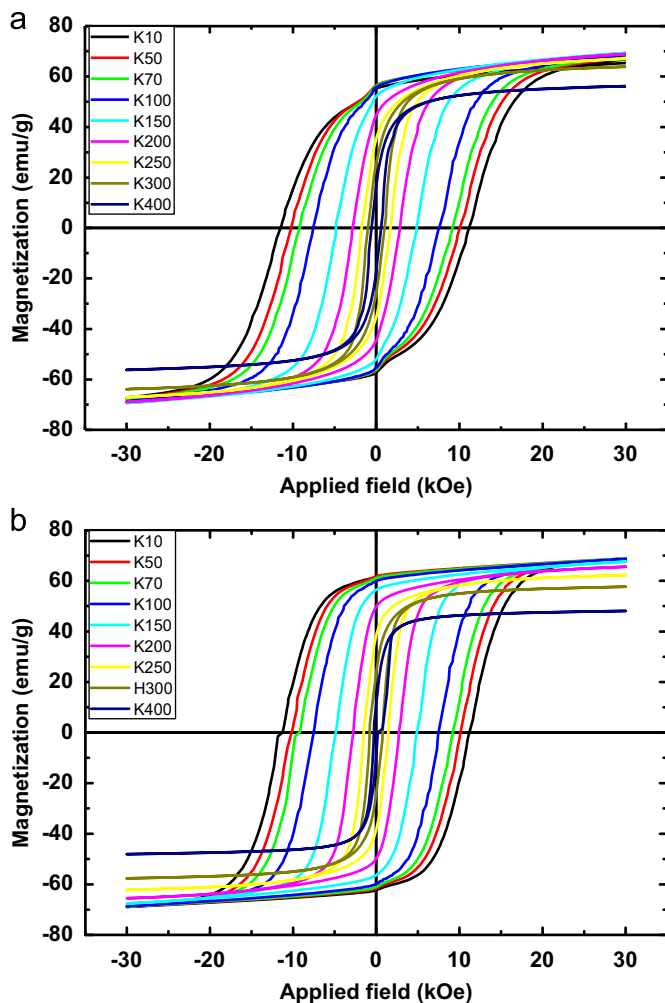 a
80
60
40
20
0
-20
-40
-60
-80
Magnetization (emu/g)
K10
K50
K70
K100
K150
K200
K250
K300
K400
-30 -20 -10 0 10 20 30
Applied field (kOe)
b
80
60
40
20
0
-20
-40
-60
-80
Magnetization (emu/g)
K10
K50
K70
K100
K150
K200
K250
H300
K400
-30 -20 -10 0 10 20 30
Applied field (kOe)